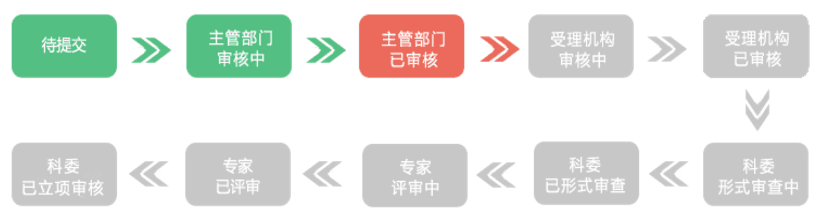 待提交
主管部门
审核中
主管部门
已审核
受理机构
审核中
受理机构
已审核
科委
形式审查中
科委
已形式审查
专家
评审中
专家
已评审
科委
已立项审核